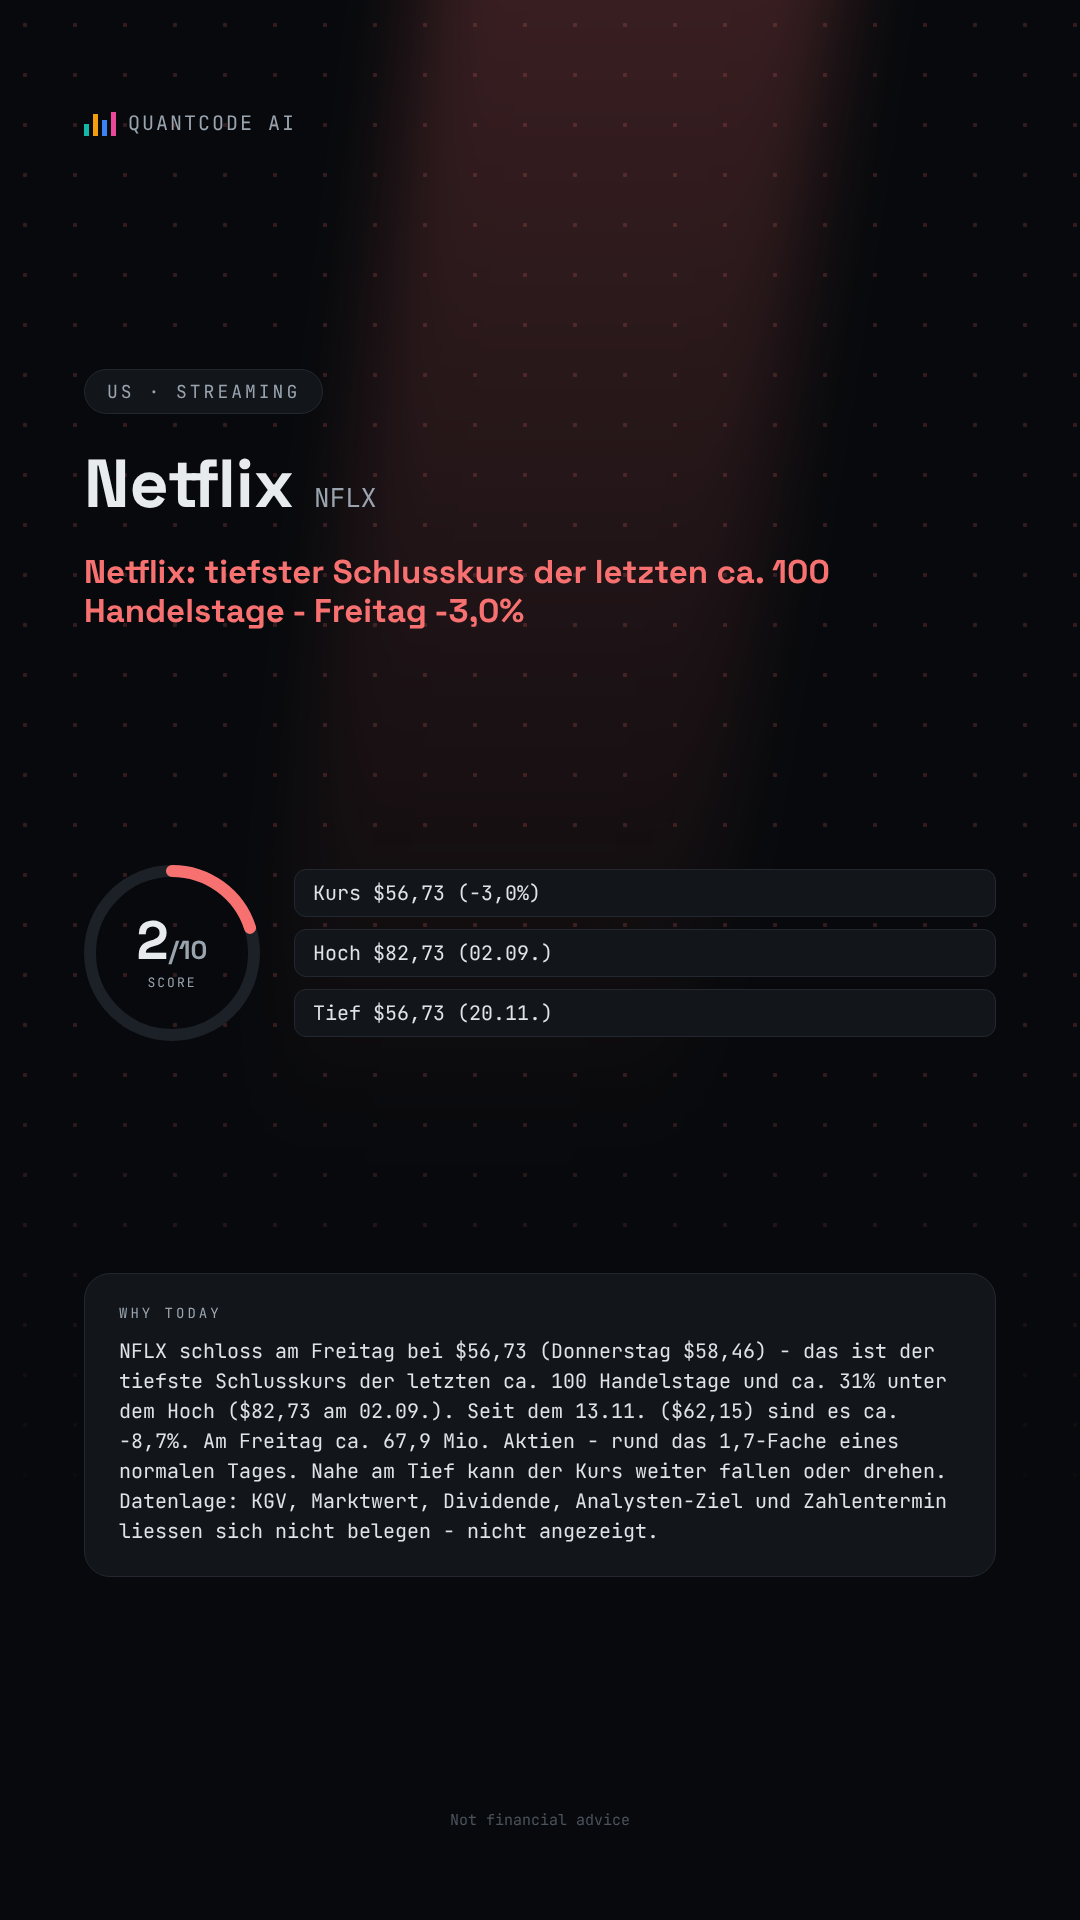 QUANTCODE AI
US · STREAMING
Netflix NFLX
Netflix: tiefster Schlusskurs der letzten ca. 100
Handelstage - Freitag -3,0%
2/10
SCORE
Kurs $56,73 (-3,0%)
Hoch $82,73 (02.09.)
Tief $56,73 (20.11.)
WHY TODAY
NFLX schloss am Freitag bei $56,73 (Donnerstag $58,46) - das ist der
tiefste Schlusskurs der letzten ca. 100 Handelstage und ca. 31% unter
dem Hoch ($82,73 am 02.09.). Seit dem 13.11. ($62,15) sind es ca.
-8,7%. Am Freitag ca. 67,9 Mio. Aktien - rund das 1,7-Fache eines
normalen Tages. Nahe am Tief kann der Kurs weiter fallen oder drehen.
Datenlage: KGV, Marktwert, Dividende, Analysten-Ziel und Zahlentermin
liessen sich nicht belegen - nicht angezeigt.
Not financial advice